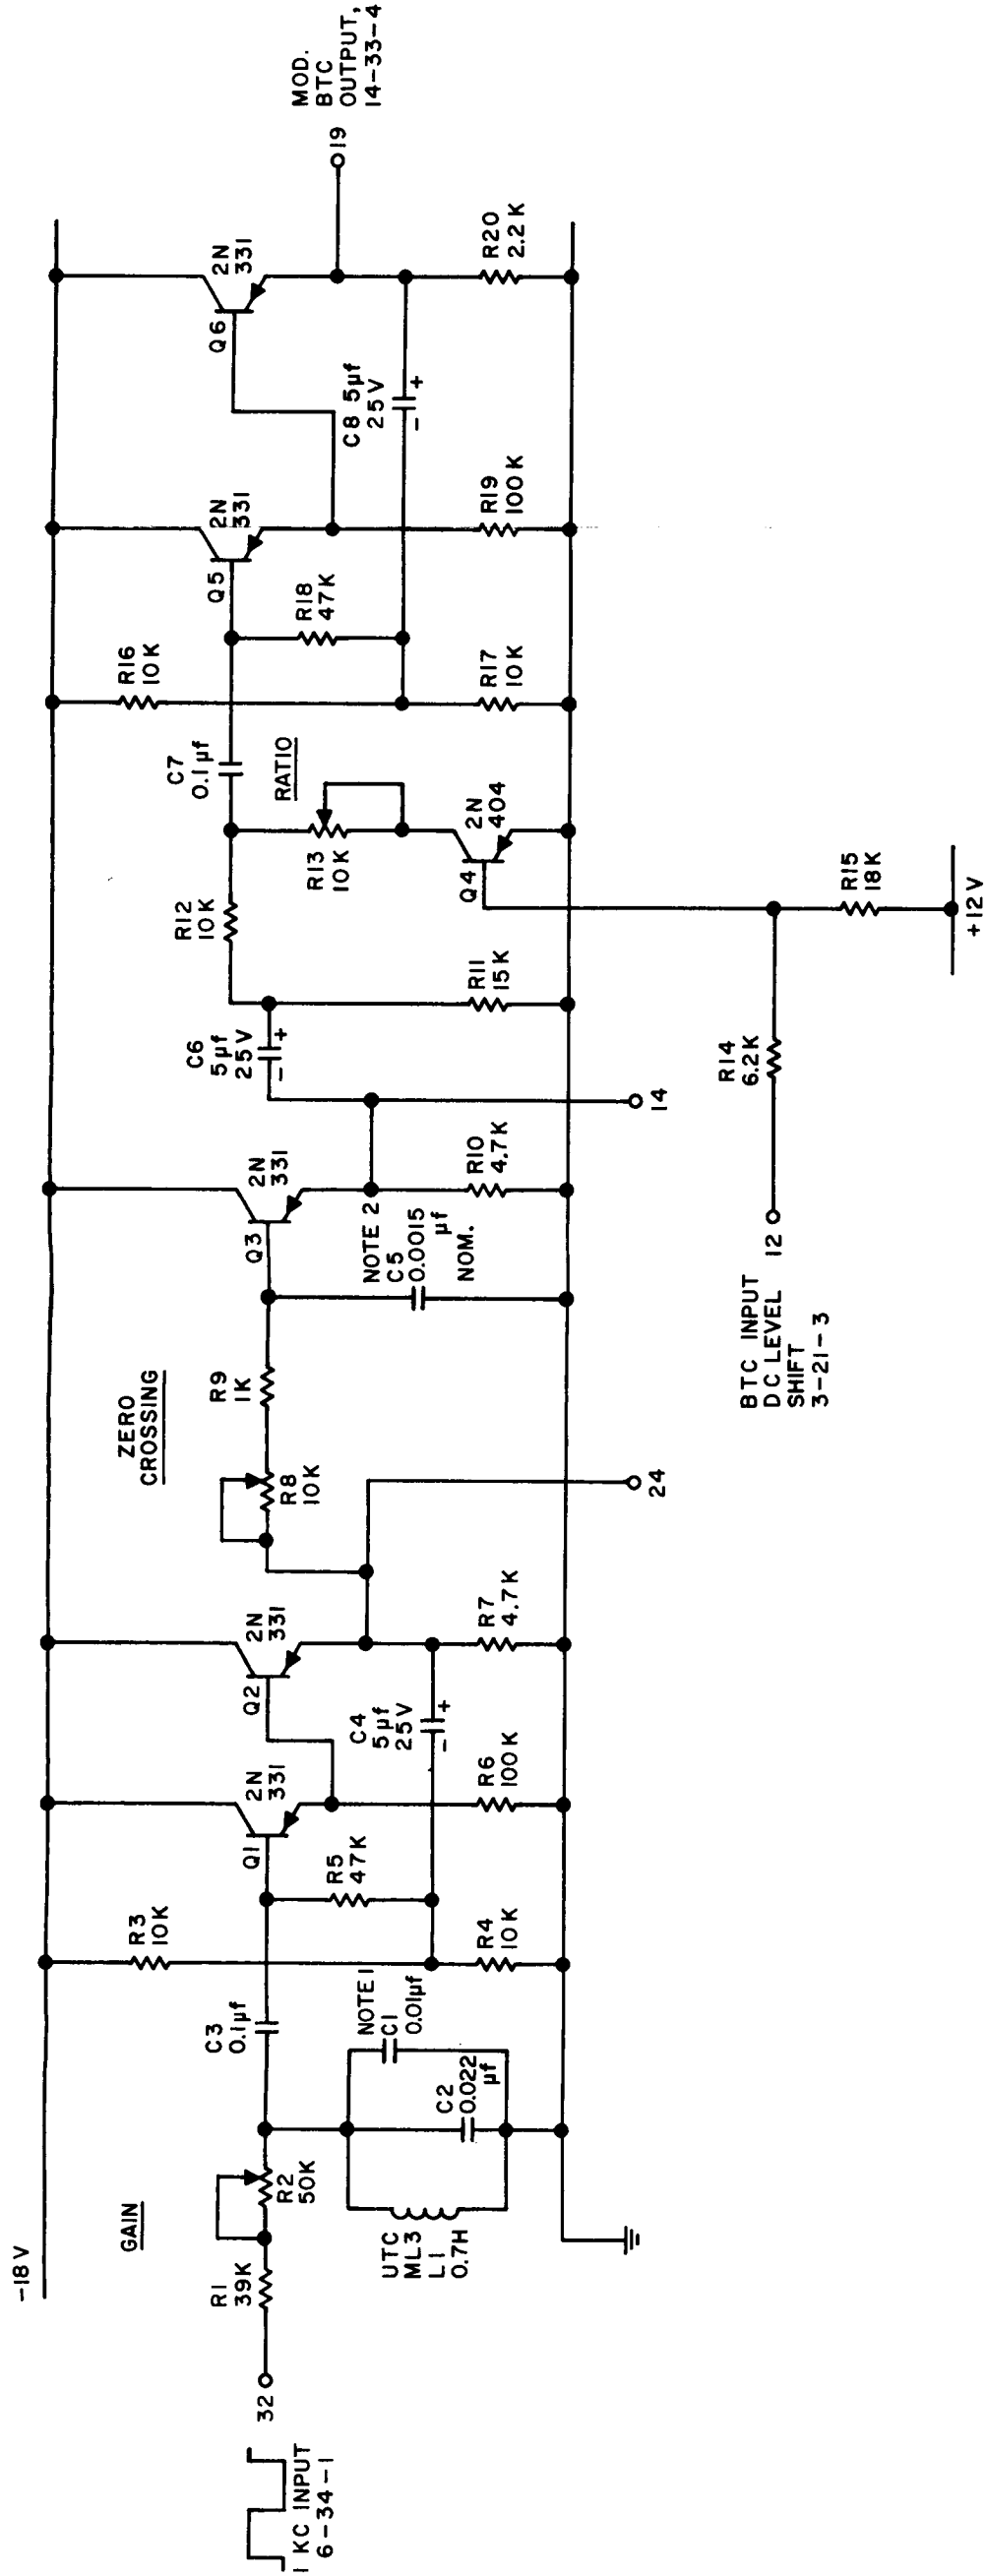 -18V
1 KC INPUT
6-34-1
32
R1
39K
GAIN
R2
50K
UTC
ML3
L1
0.7H
C2
0.022
µf
NOTE 1
C1
0.01µf
C3
0.1µf
R3
10K
R4
10K
R5
47K
Q1
2N
331
R6
100K
C4
5µf
25V
-
+
Q2
2N
331
R7
4.7K
24
ZERO
CROSSING
R8
10K
R9
1K
NOTE 2
C5
0.0015
µf
NOM.
Q3
2N
331
R10
4.7K
14
C6
5µf
25V
-
+
R11
15K
R12
10K
BTC INPUT
DC LEVEL
SHIFT
3-21-3
12
R14
6.2K
R15
18K
+12V
Q4
2N
404
R13
10K
RATIO
C7
0.1µf
R16
10K
R17
10K
R18
47K
Q5
2N
331
R19
100K
C8 5µf
25V
-
+
Q6
2N
331
R20
2.2K
19
MOD.
BTC
OUTPUT,
14-33-4